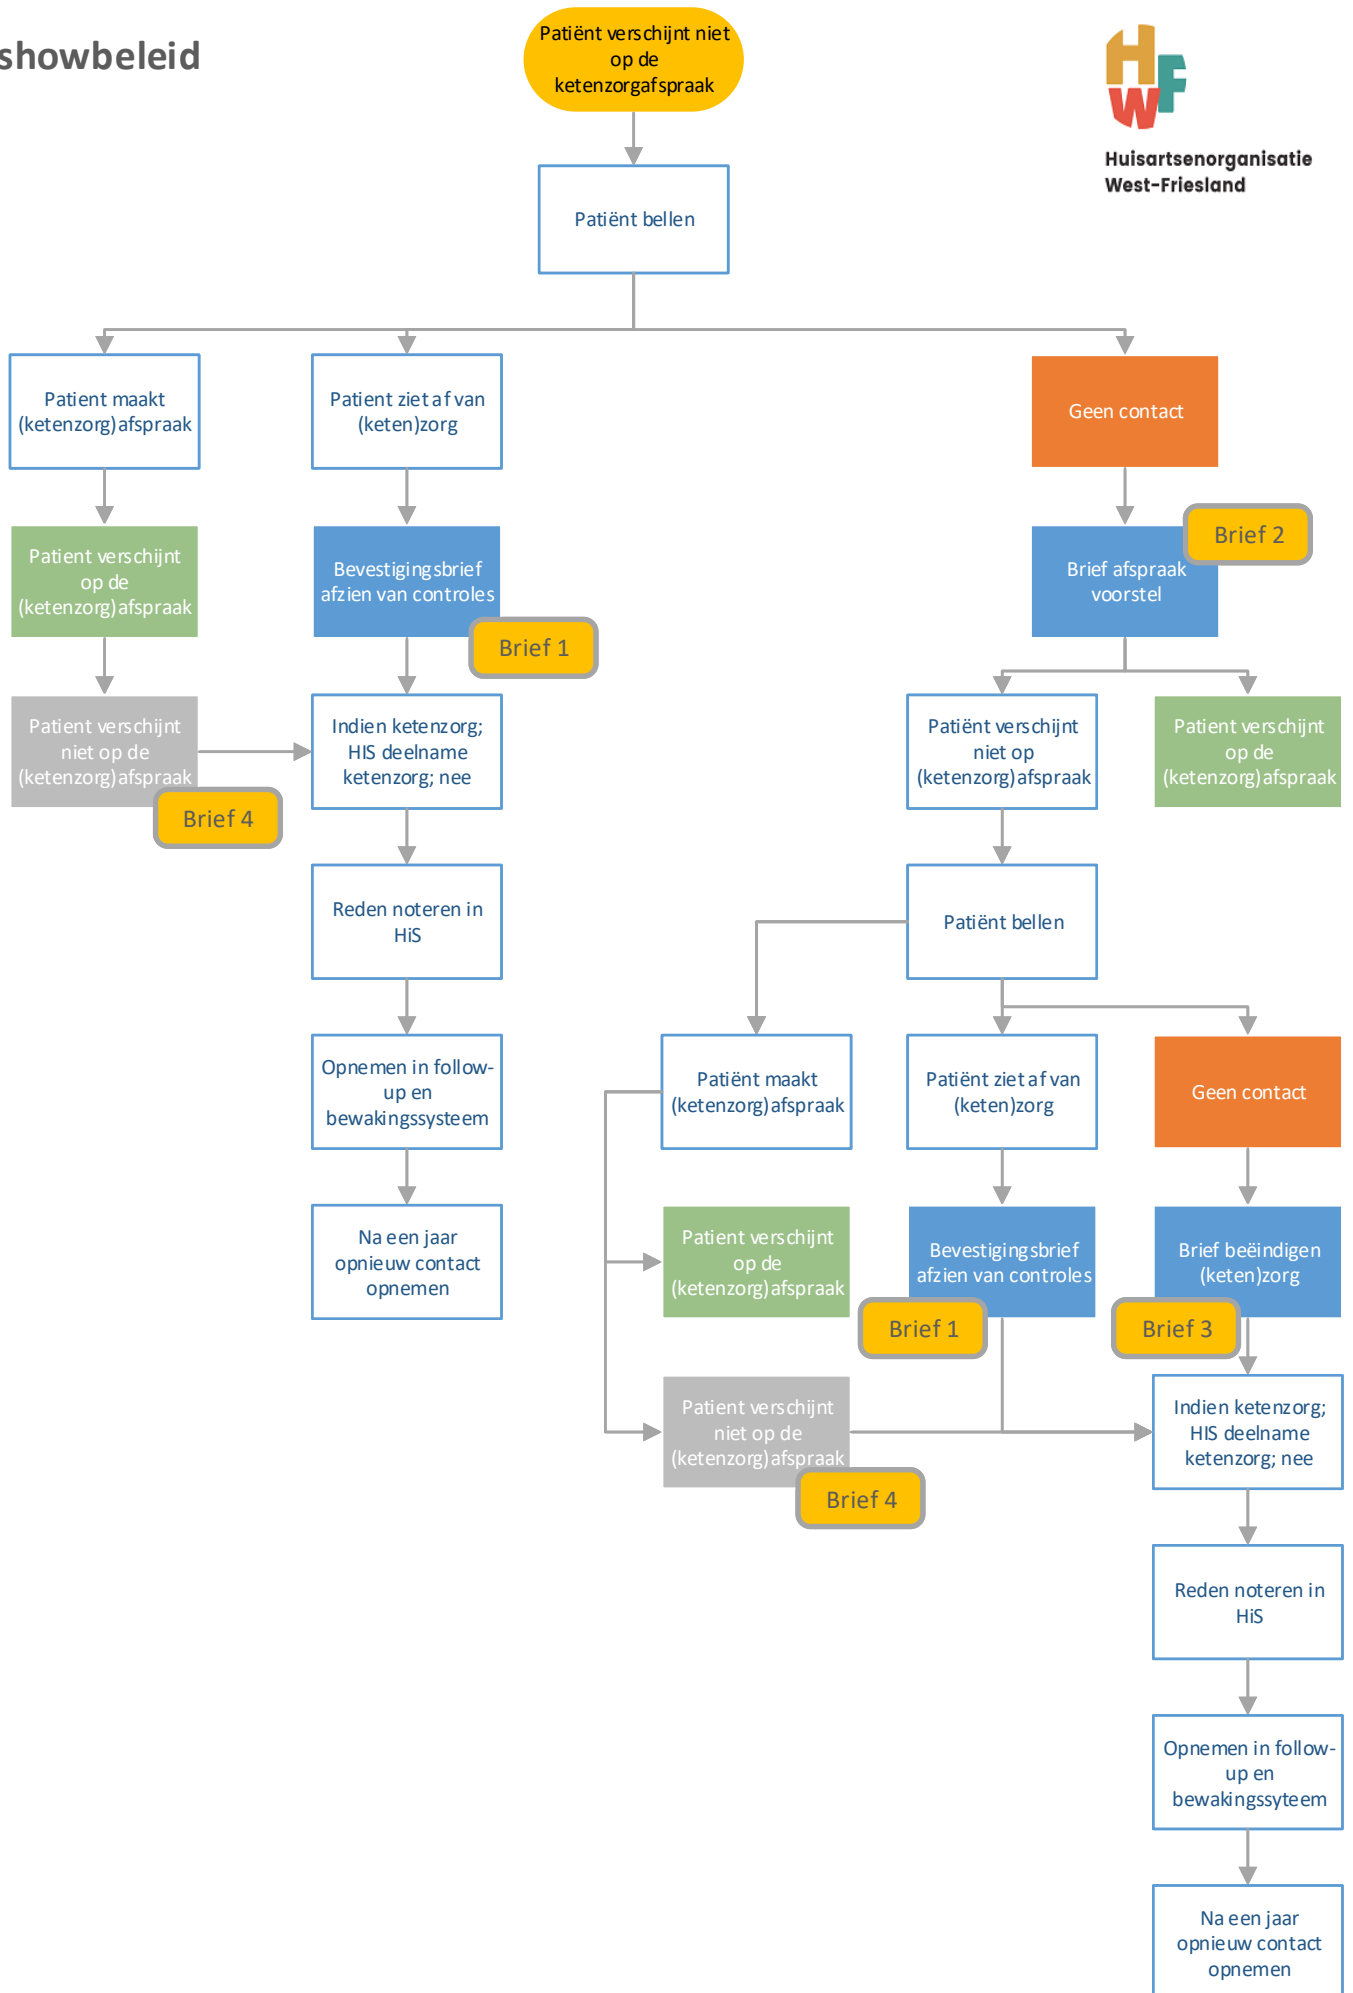 showbeleid
Patiënt verschijnt niet
op de
ketenzorgafspraak
Huisartsenorganisatie
West-Friesland
Patiënt bellen
Patient maakt
(ketenzorg)afspraak
Patient ziet af van
(keten)zorg
Geen contact
Patient verschijnt
op de
(ketenzorg)afspraak
Bevestigingsbrief
afzien van controles
Brief 1
Brief afspraak
voorstel
Brief 2
Patient verschijnt
niet op de
(ketenzorg)afspraak
Brief 4
Indien ketenzorg;
HIS deelname
ketenzorg; nee
Patiënt verschijnt
niet op
(ketenzorg)afspraak
Patient verschijnt
op de
(ketenzorg)afspraak
Reden noteren in
HiS
Patiënt bellen
Opnemen in follow-
up en
bewakingssysteem
Patiënt maakt
(ketenzorg)afspraak
Patiënt ziet af van
(keten)zorg
Geen contact
Na een jaar
opnieuw contact
opnemen
Patient verschijnt
op de
(ketenzorg)afspraak
Bevestigingsbrief
afzien van controles
Brief 1
Brief beëindigen
(keten)zorg
Brief 3
Patient verschijnt
niet op de
(ketenzorg)afspraak
Brief 4
Indien ketenzorg;
HIS deelname
ketenzorg; nee
Reden noteren in
HiS
Opnemen in follow-
up en
bewakingssyteem
Na een jaar
opnieuw contact
opnemen